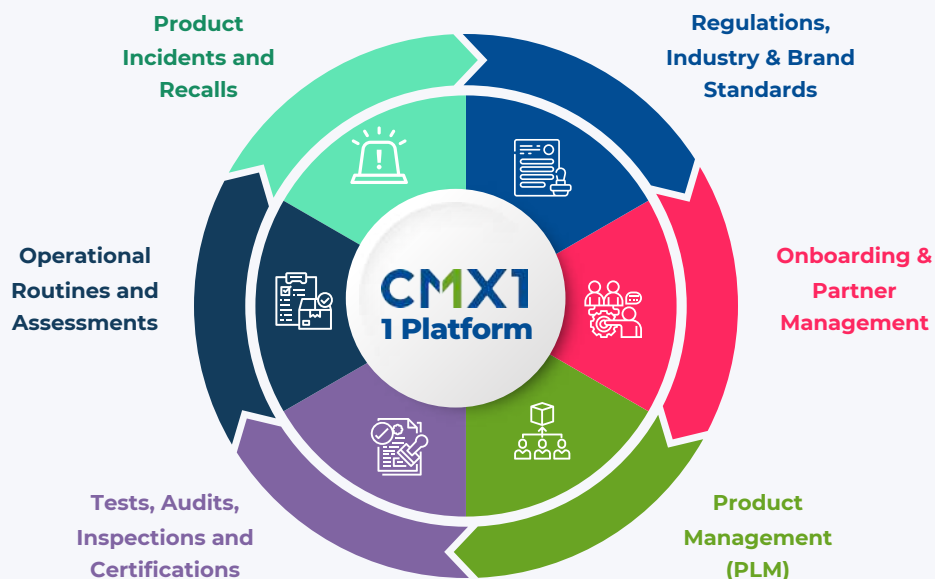 Product
Incidents and
Recalls
Regulations,
Industry & Brand
Standards
Operational
Routines and
Assessments
CMX1
1 Platform
Onboarding &
Partner
Management
Tests, Audits,
Inspections and
Certifications
Product
Management
(PLM)